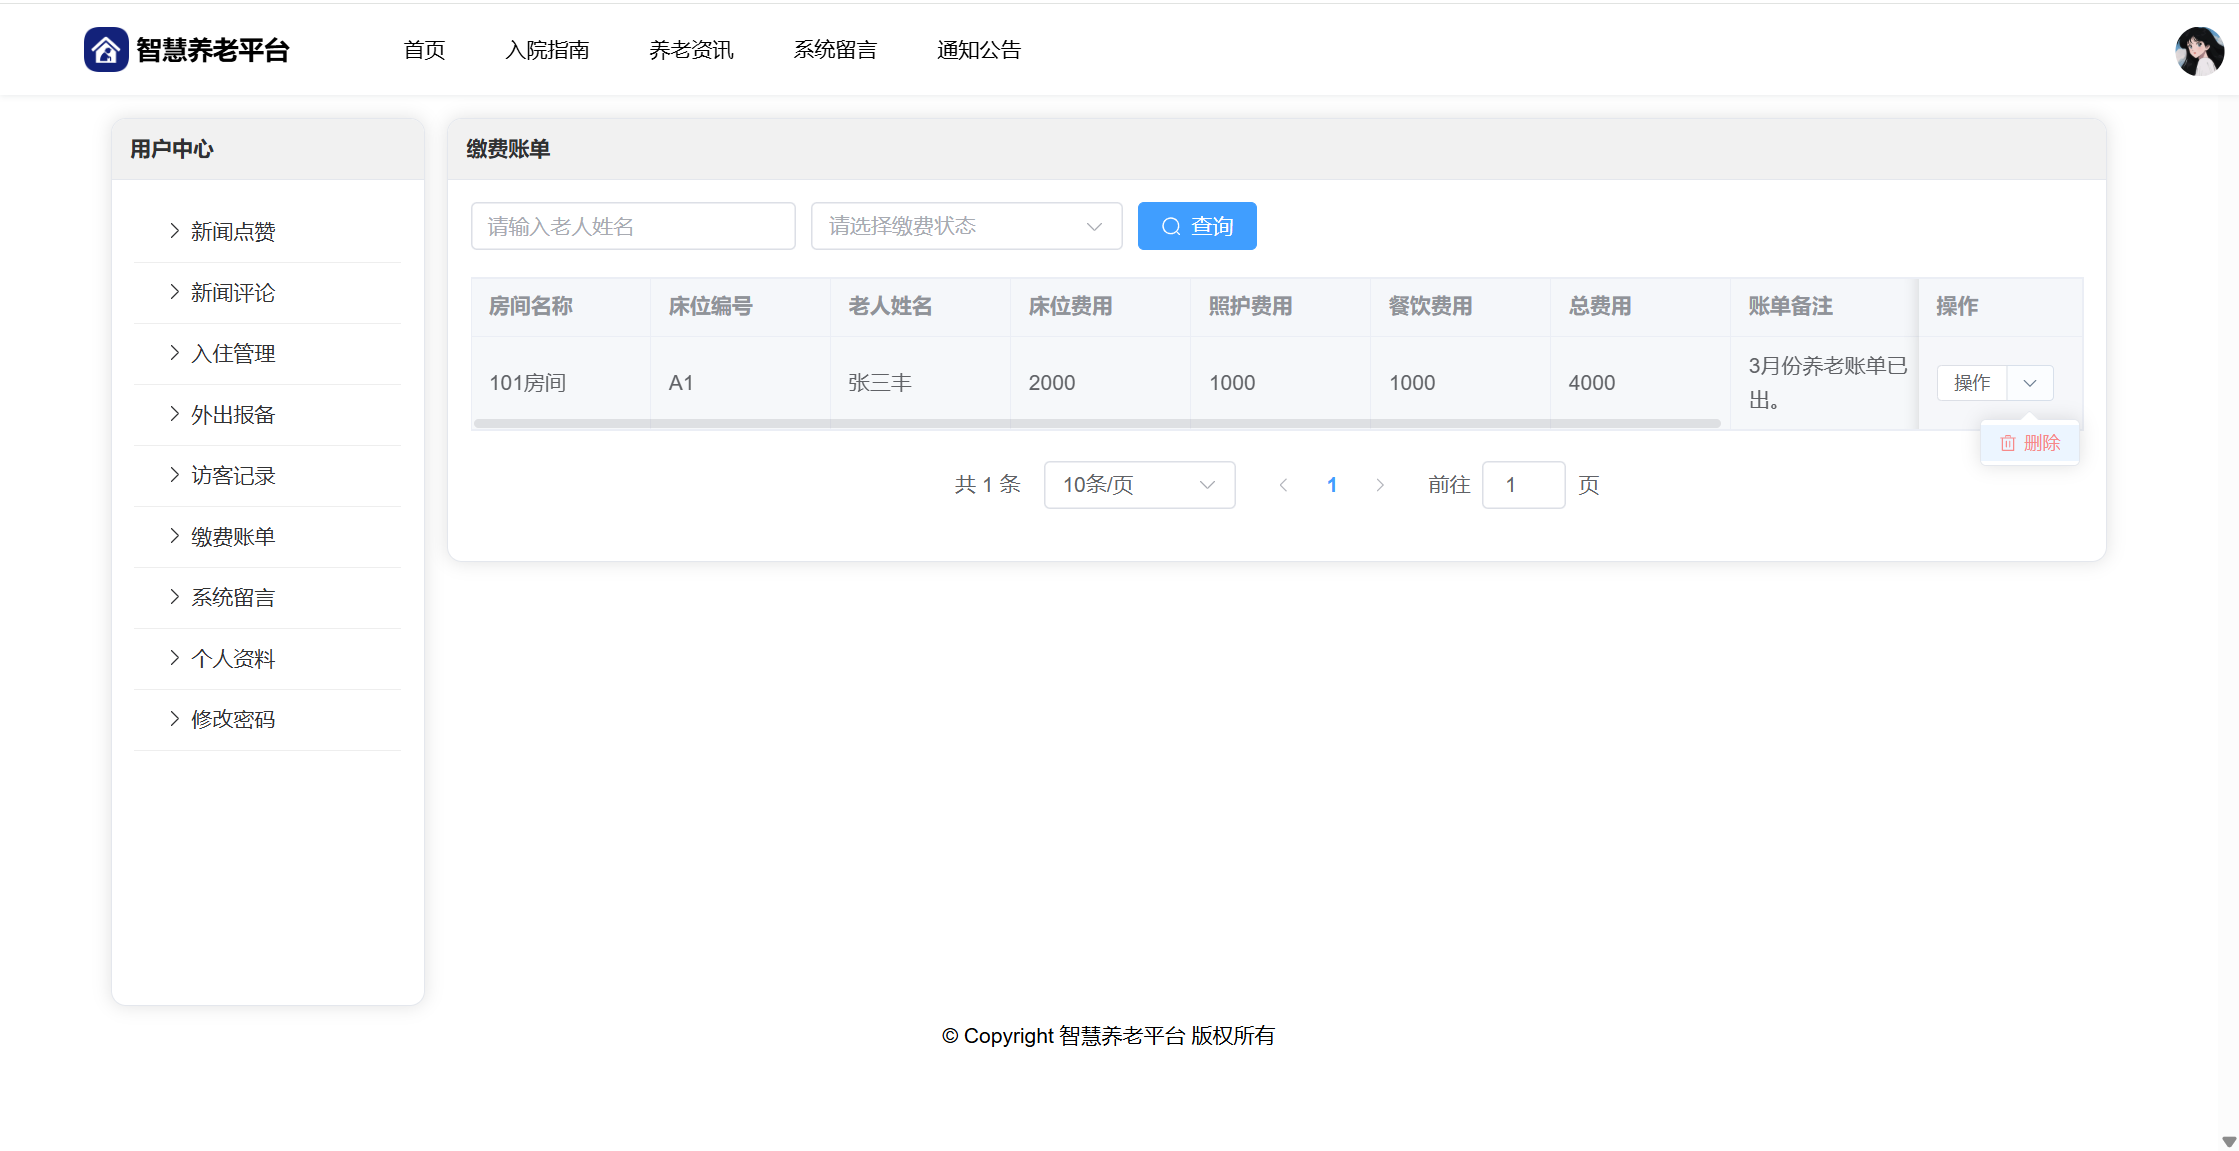 智慧养老平台 首页 入院指南 养老资讯 系统留言 通知公告
用户中心
新闻点赞
新闻评论
入住管理
外出报备
访客记录
缴费账单
系统留言
个人资料
修改密码
缴费账单
请输入老人姓名 请选择缴费状态 查询
房间名称 床位编号 老人姓名 床位费用 照护费用 餐饮费用 总费用 账单备注 操作
101房间 A1 张三丰 2000 1000 1000 4000 3月份养老账单已
出。 操作
删除
共 1 条 10条/页 1 前往 1 页
© Copyright 智慧养老平台 版权所有